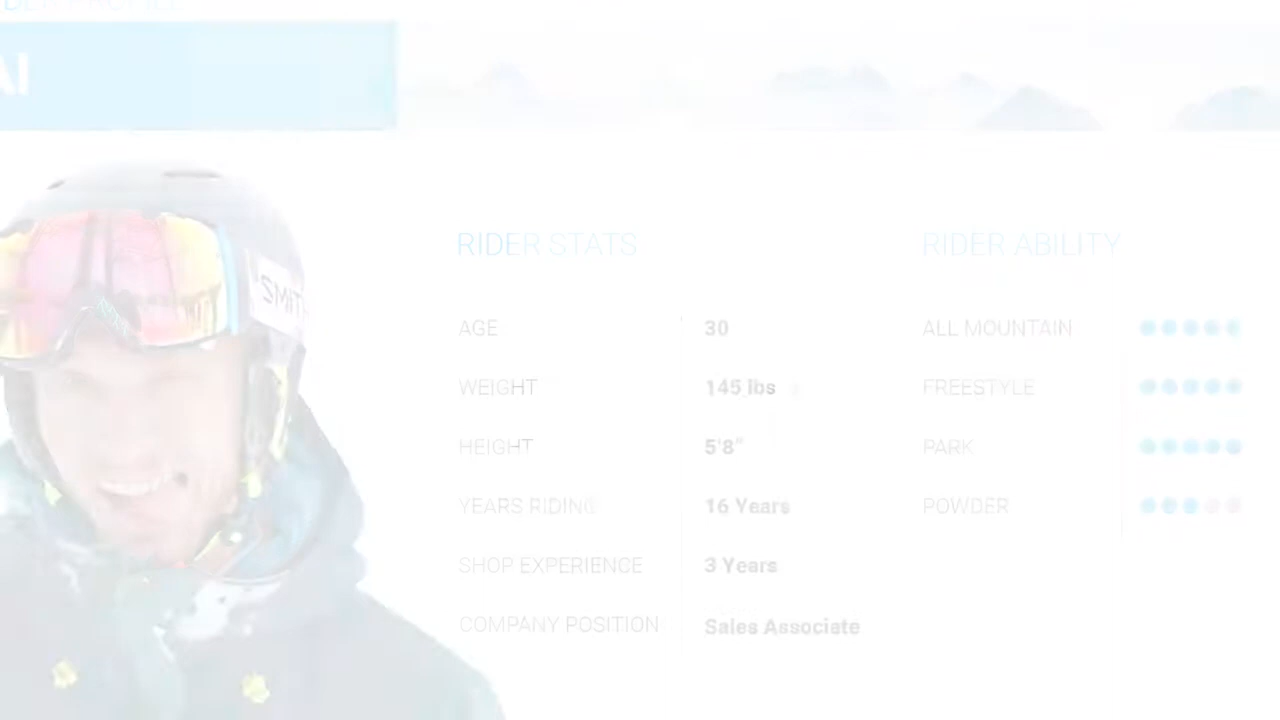 RIDER STATS
AGE 30
WEIGHT 145 lbs
HEIGHT 5'8"
YEARS RIDING 16 Years
SHOP EXPERIENCE 3 Years
COMPANY POSITION Sales Associate
RIDER ABILITY
ALL MOUNTAIN
FREESTYLE
PARK
POWDER